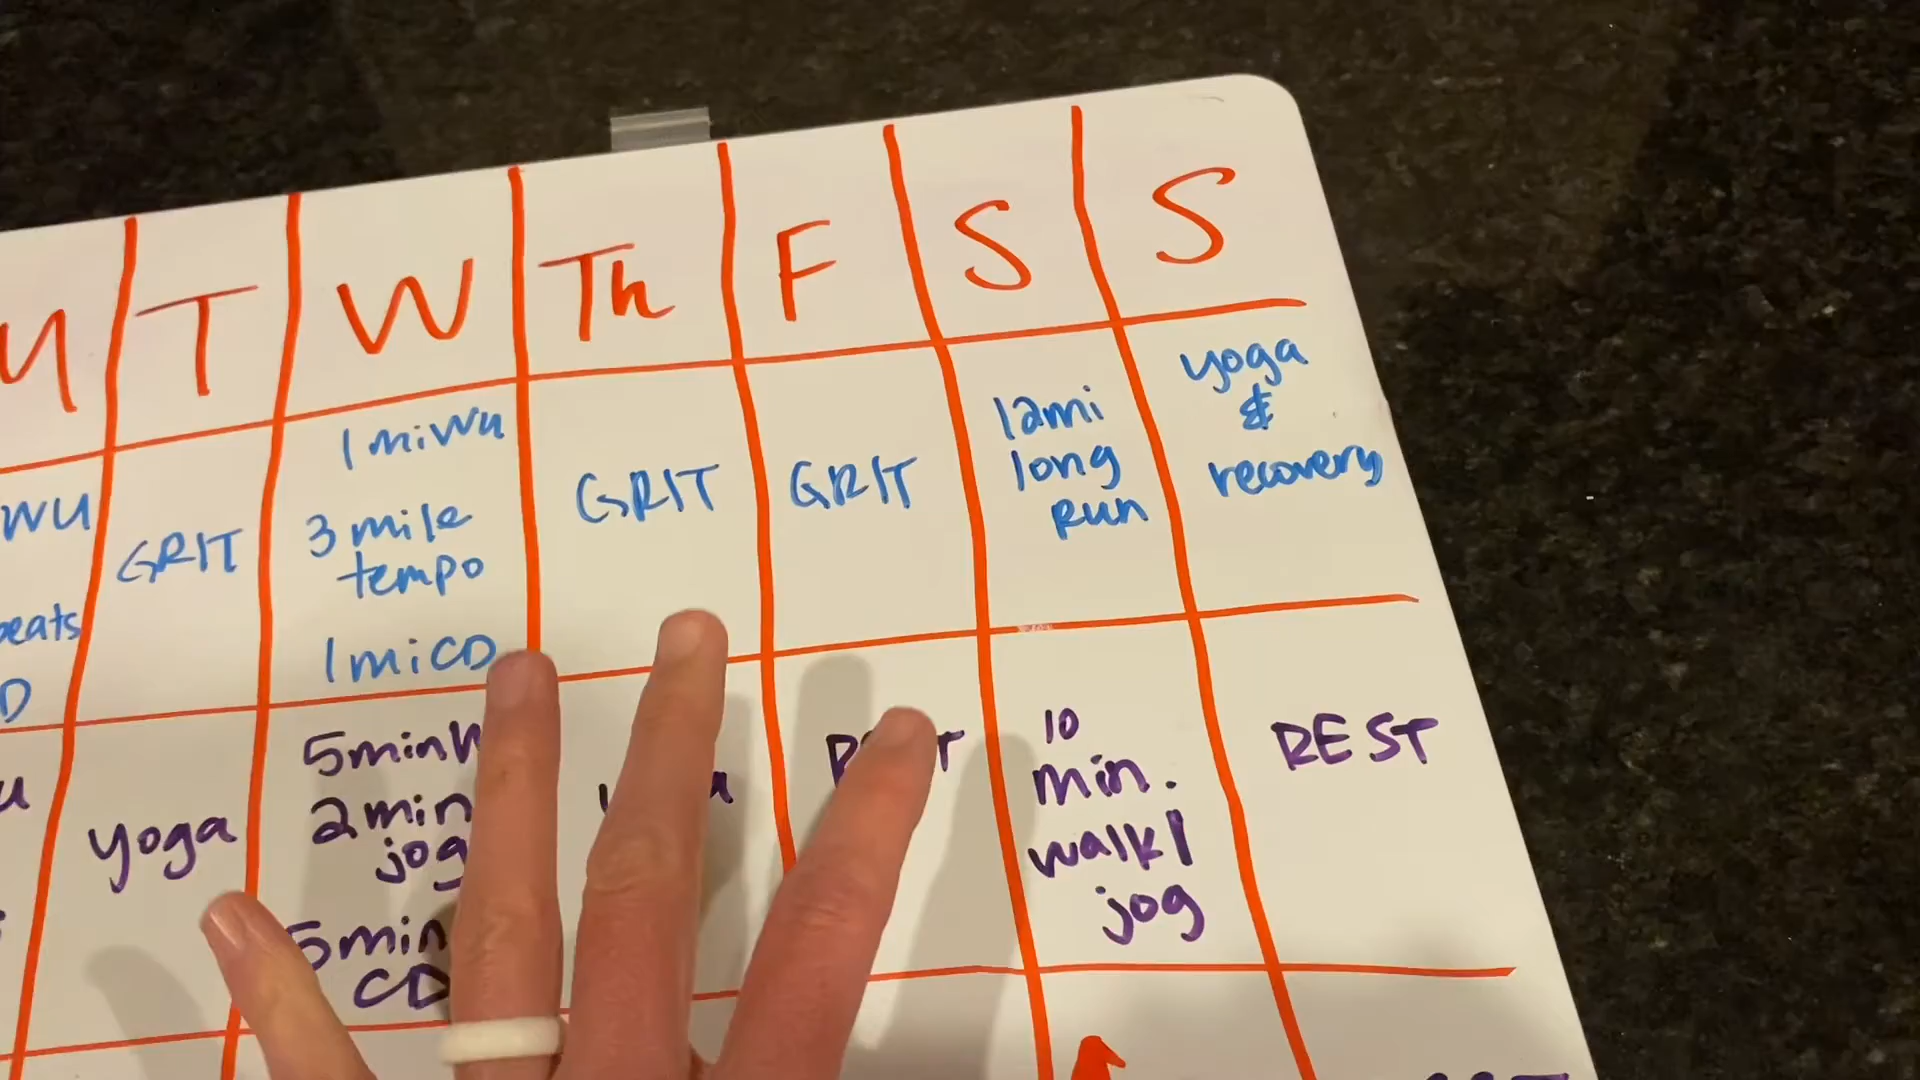 T W Th F S S
WU
GRIT
1 mi WU
3 mile
tempo
1 mi CD
GRIT
GRIT
12 mi
long
Run
yoga
&
recovery
yoga
5 min
2 min
jog
5 min
CD
10
min.
walk/
jog
REST